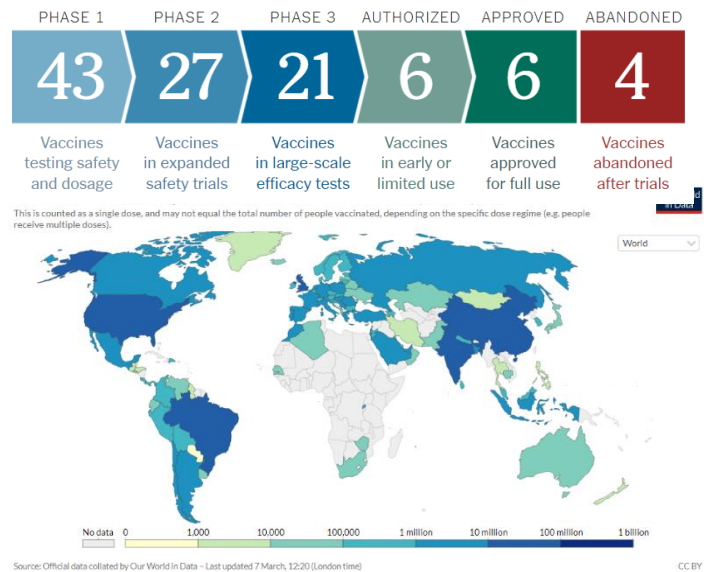 PHASE 1 PHASE 2 PHASE 3 AUTHORIZED APPROVED ABANDONED
43 27 21 6 6 4
Vaccines Vaccines Vaccines Vaccines Vaccines Vaccines
testing safety in expanded in large-scale in early or approved abandoned
and dosage safety trials efficacy tests limited use for full use after trials
This is counted as a single dose, and may not equal the total number of people vaccinated, depending on the specific dose regime (e.g. people
receive multiple doses).
World
No data 0 1,000 10,000 100,000 1 million 10 million 100 million 1 billion
Source: Official data collated by Our World in Data – Last updated 7 March, 12:20 (London time) CC BY